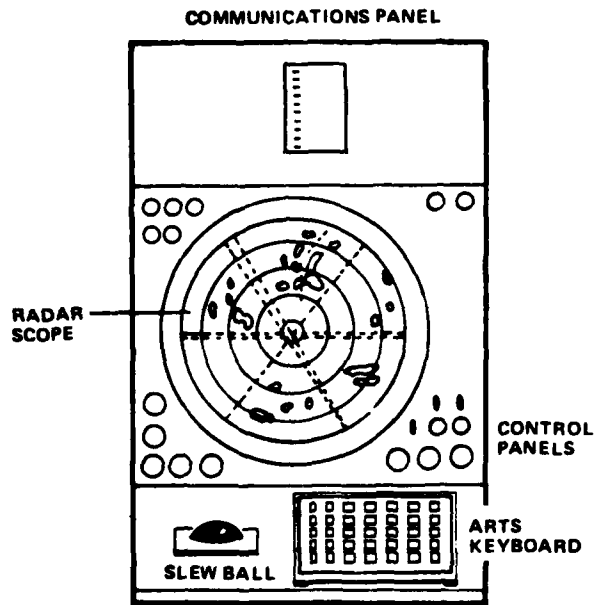 COMMUNICATIONS PANEL
RADAR
SCOPE
CONTROL
PANELS
ARTS
KEYBOARD
SLEW BALL